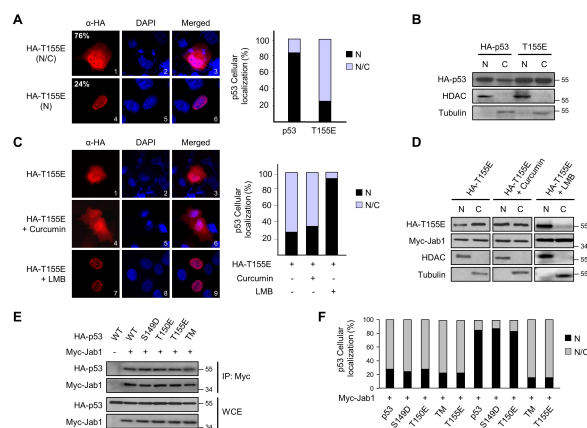 A
α-HA DAPI Merged
HA-T155E
(N/C)
76%
1 2 3
HA-T155E
(N)
24%
4 5 6
p53 Cellular
localization (%)
100
80
60
40
20
p53 T155E
N
N/C
B
HA-p53 T155E
N C N C
HA-p53
55
HDAC
Tubulin
55
C
α-HA DAPI Merged
HA-T155E
1 2 3
HA-T155E
+ Curcumin
4 5 6
HA-T155E
+ LMB
7 8 9
p53 Cellular
localization (%)
100
80
60
40
20
N
N/C
HA-T155E + + +
Curcumin - + -
LMB - - +
D
HA-T155E
HA-T155E
+ Curcumin
HA-T155E
+ LMB
N C N C N C
HA-T155E
55
Myc-Jab1
34
HDAC
Tubulin
55
E
HA-p53 WT WT S149D T150E T155E TM
Myc-Jab1 - + + + + +
HA-p53 55
Myc-Jab1 34
IP: Myc
HA-p53 55
Myc-Jab1 34
WCE
F
p53 Cellular
localization (%)
100
80
60
40
20
N
N/C
Myc-Jab1 + + + + +
p53 S149D T150E TM T155E p53 S149D T150E TM T155E